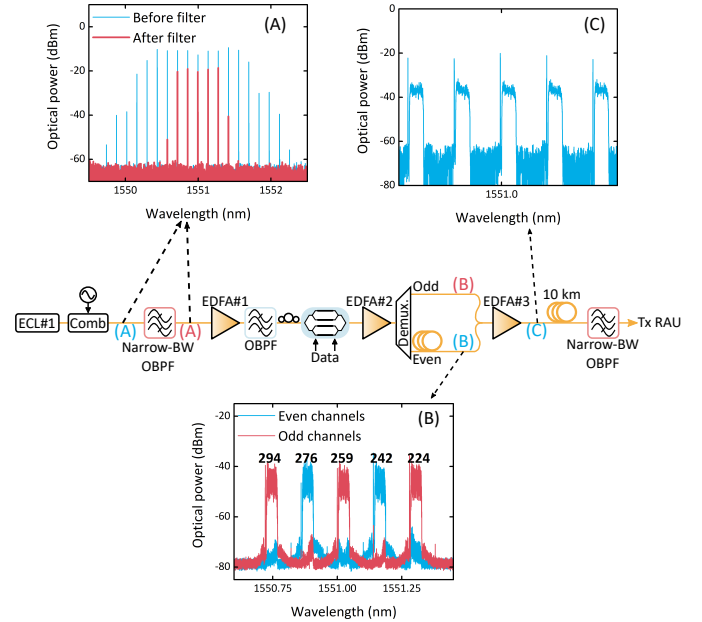 (A)
Before filter
After filter
0
-20
-40
-60
Optical power (dBm)
1550
1551
1552
Wavelength (nm)
(C)
0
-20
-40
-60
-80
Optical power (dBm)
1551.0
Wavelength (nm)
ECL#1
Comb
(A)
Narrow-BW
OBPF
(A)
EDFA#1
OBPF
Data
EDFA#2
Demux.
Odd
(B)
Even
(B)
EDFA#3
(C)
10 km
Narrow-BW
OBPF
Tx RAU
(B)
Even channels
Odd channels
294 276 259 242 224
-20
-40
-60
-80
Optical power (dBm)
1550.75
1551.00
1551.25
Wavelength (nm)